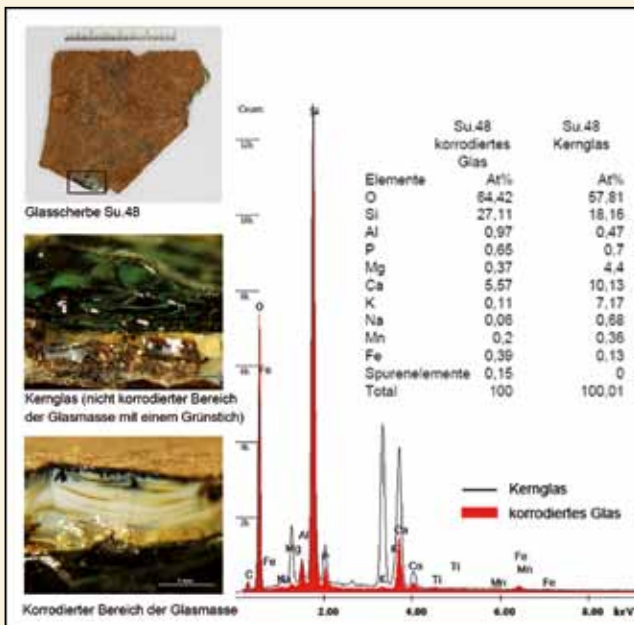 Glasscherbe Su.48
Kernglas (nicht korrodierter Bereich
der Glasmasse mit einem Grünstich)
Korrodierter Bereich der Glasmasse
Su.48 Su.48
korrodiertes Kernglas
Glas
Elemente At% At%
O 64,42 57,81
Si 27,11 18,16
Al 0,97 0,47
P 0,65 0,7
Mg 0,37 4,4
Ca 5,57 10,13
K 0,11 7,17
Na 0,06 0,68
Mn 0,2 0,36
Fe 0,39 0,13
Spurenelemente 0,15 0
Total 100 100,01
Kernglas
korrodiertes Glas
Si
O
Fe
C
Fe
Na
Mg
Al
P
K
K
Ca
Ca
Ti
Ti
Mn
Fe
Mn
Fe
2.00 4.00 6.00 8.00 keV